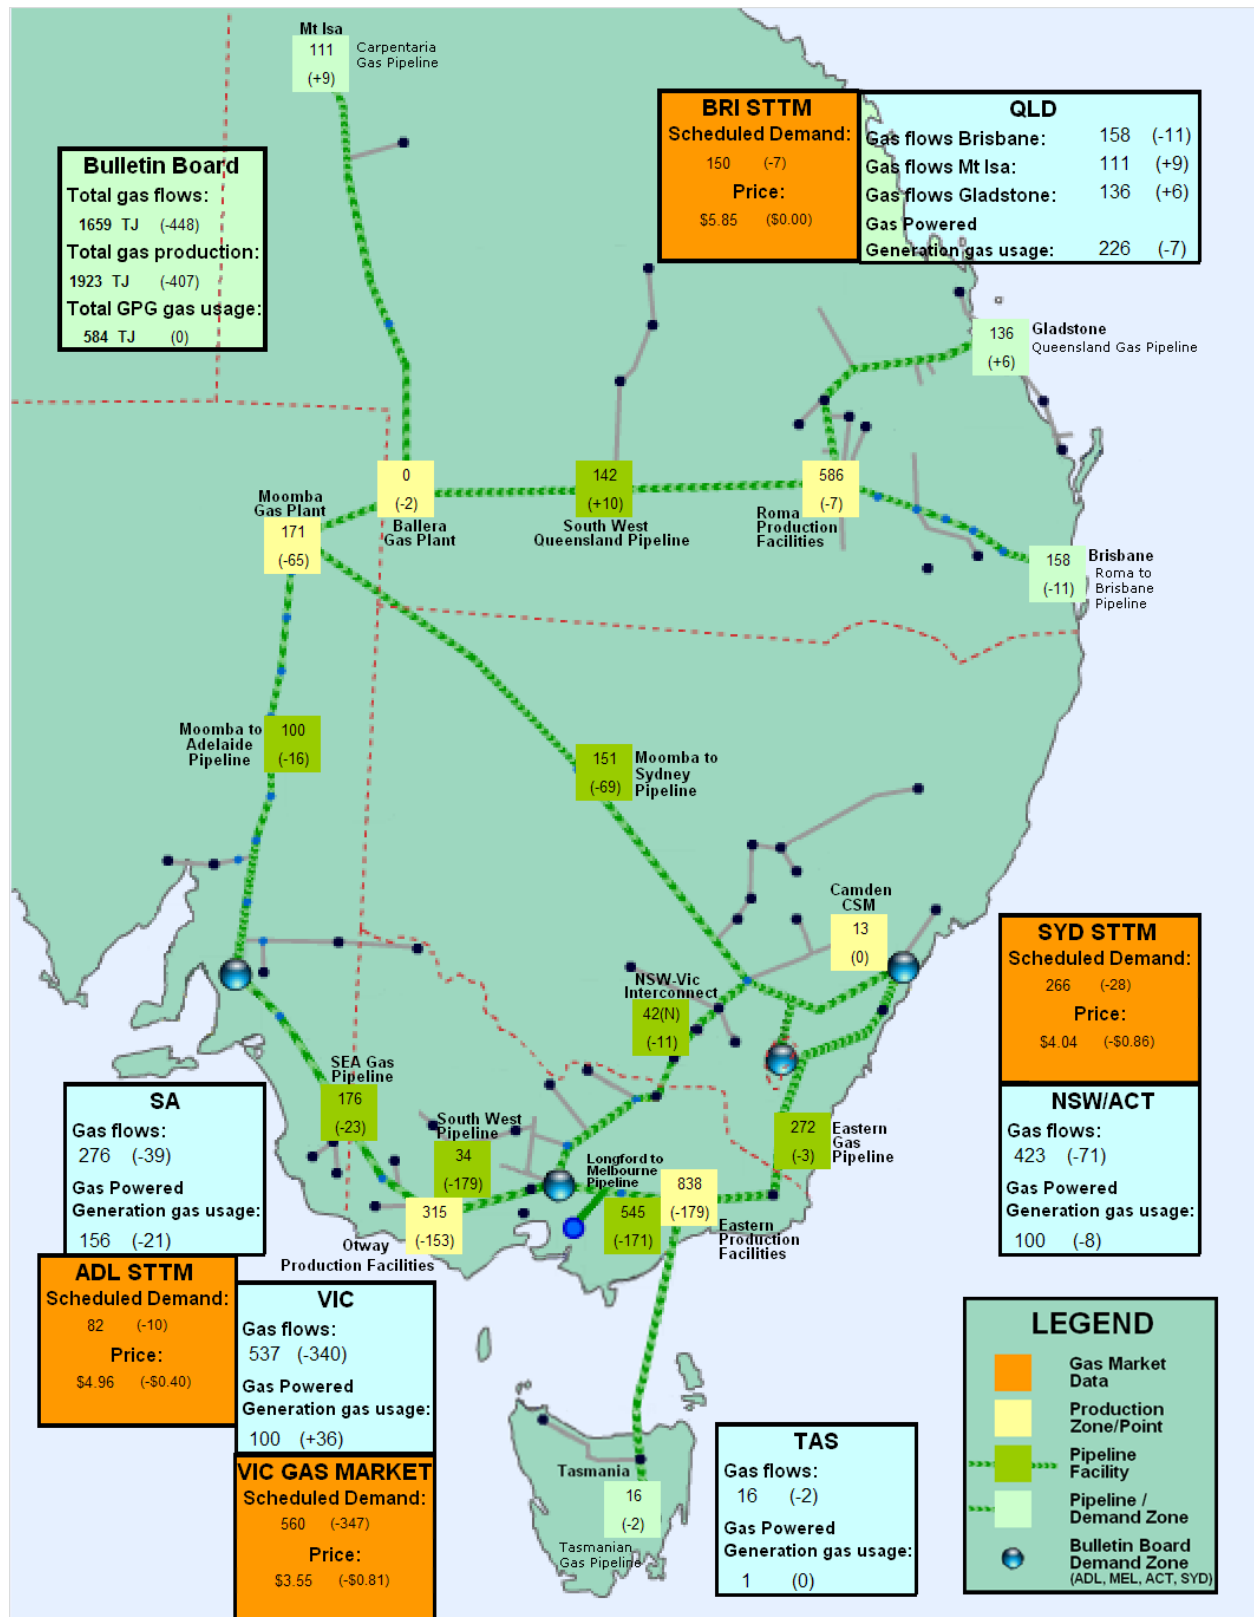 Mt Isa
111
(+9)
Carpentaria
Gas Pipeline
BRI STTM
Scheduled Demand:
150 (-7)
Price:
$5.85 ($0.00)
QLD
Gas flows Brisbane: 158 (-11)
Gas flows Mt Isa: 111 (+9)
Gas flows Gladstone: 136 (+6)
Gas Powered
Generation gas usage: 226 (-7)
Bulletin Board
Total gas flows:
1659 TJ (-448)
Total gas production:
1923 TJ (-407)
Total GPG gas usage:
584 TJ (0)
136
(+6)
Gladstone
Queensland Gas Pipeline
Moomba
Gas Plant
171
(-65)
0
(-2)
Ballera
Gas Plant
142
(+10)
South West
Queensland Pipeline
586
(-7)
Roma
Production
Facilities
158
(-11)
Brisbane
Roma to
Brisbane
Pipeline
Moomba to
Adelaide
Pipeline
100
(-16)
151
(-69)
Moomba to
Sydney
Pipeline
Camden
CSM
13
(0)
NSW-Vic
Interconnect
42(N)
(-11)
SYD STTM
Scheduled Demand:
266 (-28)
Price:
$4.04 (-$0.86)
NSW/ACT
Gas flows:
423 (-71)
Gas Powered
Generation gas usage:
100 (-8)
SEA Gas
Pipeline
176
(-23)
South West
Pipeline
34
(-179)
Longford to
Melbourne
Pipeline
545
(-171)
838
(-179)
Eastern
Production
Facilities
272
(-3)
Eastern
Gas
Pipeline
315
(-153)
Otway
Production Facilities
SA
Gas flows:
276 (-39)
Gas Powered
Generation gas usage:
156 (-21)
ADL STTM
Scheduled Demand:
82 (-10)
Price:
$4.96 (-$0.40)
VIC
Gas flows:
537 (-340)
Gas Powered
Generation gas usage:
100 (+36)
VIC GAS MARKET
Scheduled Demand:
560 (-347)
Price:
$3.55 (-$0.81)
Tasmania
16
(-2)
Tasmanian
Gas Pipeline
TAS
Gas flows:
16 (-2)
Gas Powered
Generation gas usage:
1 (0)
LEGEND
Gas Market
Data
Production
Zone/Point
Pipeline
Facility
Pipeline /
Demand Zone
Bulletin Board
Demand Zone
(ADL, MEL, ACT, SYD)